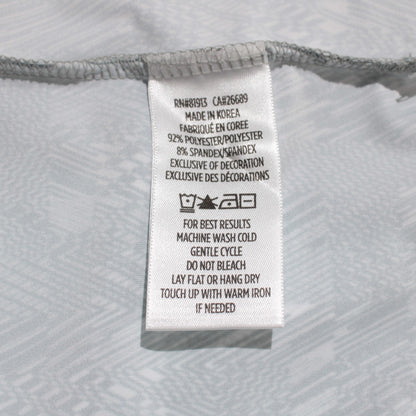 RN#81913 CA#26689
MADE IN KOREA
FABRIQUÉ EN COREE
92% POLYESTER/POLYESTER
8% SPANDEX/SPANDEX
EXCLUSIVE OF DECORATION
EXCLUSIVE DES DÉCORATIONS
FOR BEST RESULTS
MACHINE WASH COLD
GENTLE CYCLE
DO NOT BLEACH
LAY FLAT OR HANG DRY
TOUCH UP WITH WARM IRON
IF NEEDED